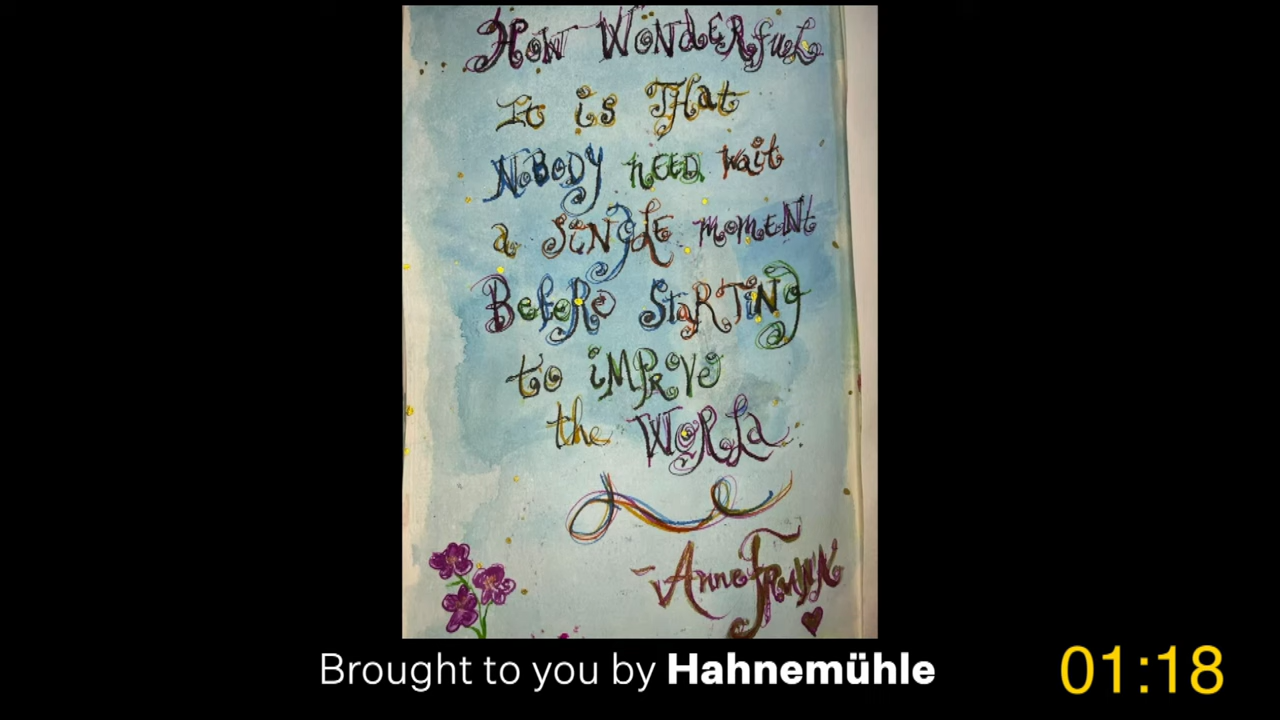 How Wonderful
It is That
NoBODY NEED wait
a SiNgLE momENt
Before StaRTiNg
to iMPRoVe
the WoRLd
- Anne FRaNK
Brought to you by Hahnemühle
01:18